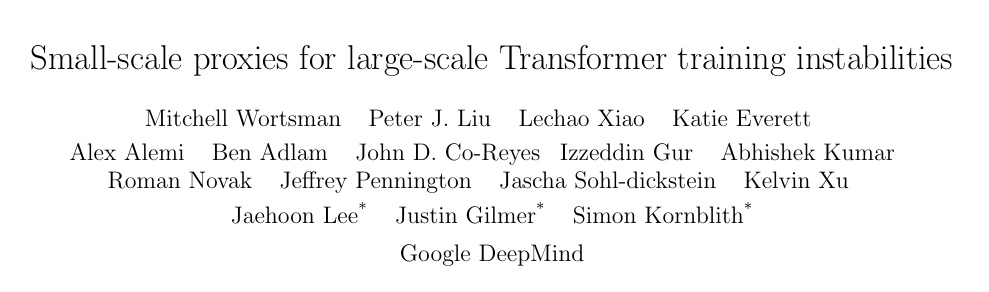 Small-scale proxies for large-scale Transformer training instabilities
Mitchell Wortsman Peter J. Liu Lechao Xiao Katie Everett
Alex Alemi Ben Adlam John D. Co-Reyes Izzeddin Gur Abhishek Kumar
Roman Novak Jeffrey Pennington Jascha Sohl-dickstein Kelvin Xu
Jaehoon Lee* Justin Gilmer* Simon Kornblith*
Google DeepMind